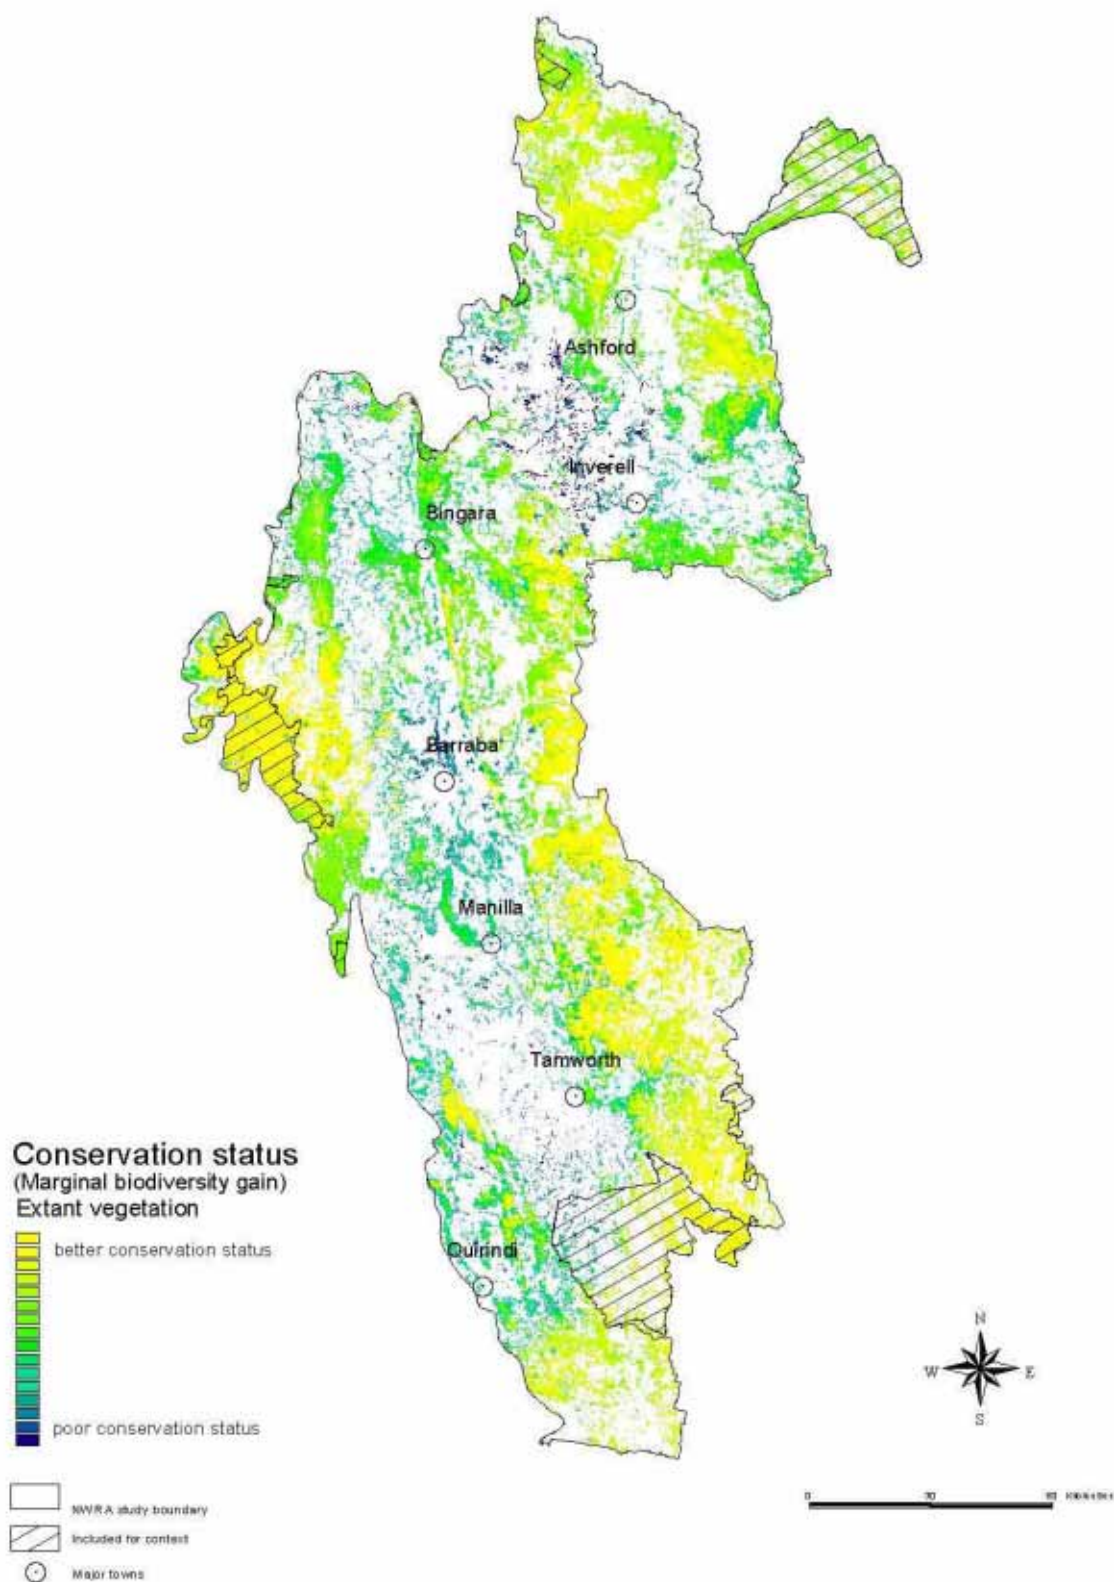 Ashford
Inverell
Bingara
Barraba
Manilla
Tamworth
Quirindi
Conservation status
(Marginal biodiversity gain)
Extant vegetation
better conservation status
poor conservation status
NWRA study boundary
Included for context
Major towns
N
W
E
S
0